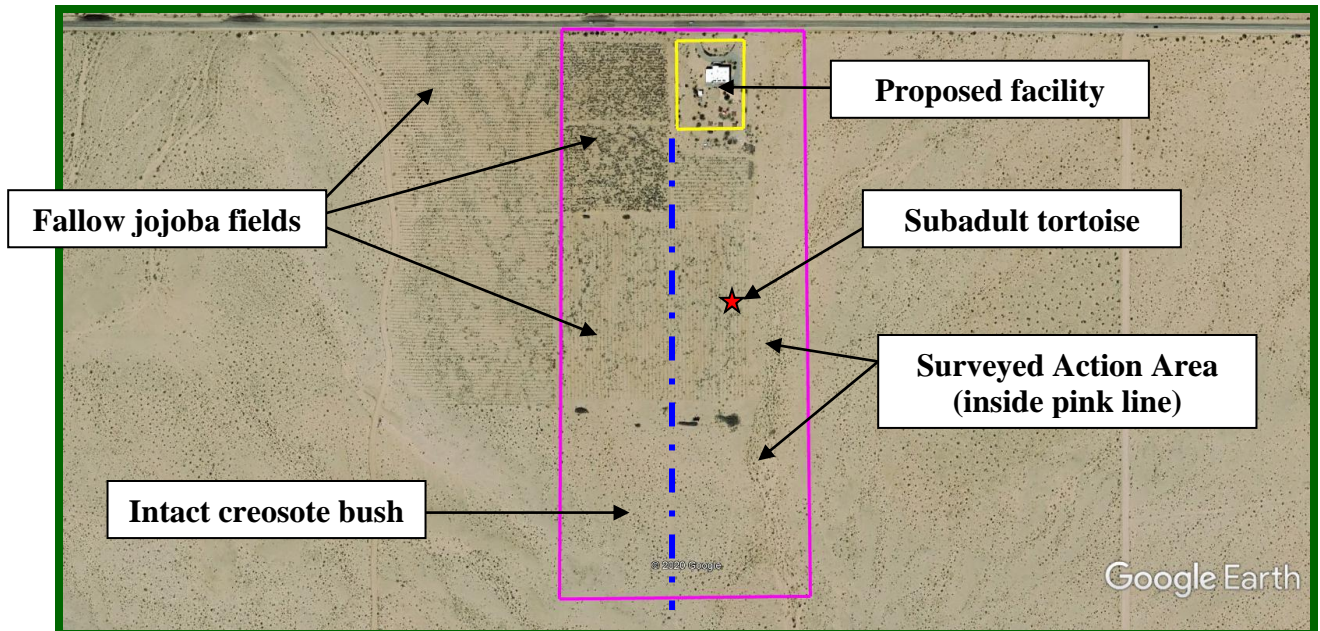 Proposed facility
Fallow jojoba fields
Subadult tortoise
Surveyed Action Area
(inside pink line)
Intact creosote bush
© 2020 Google
Google Earth